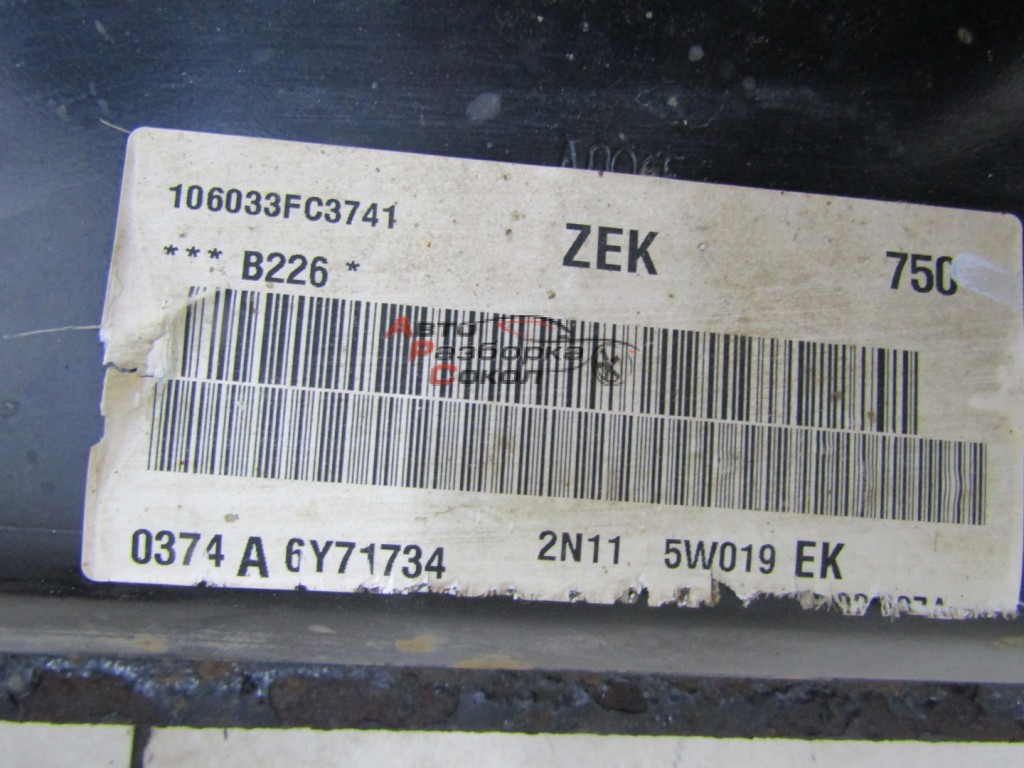 106033FC3741 ZEK 750
*** B226 *
Авто
Разборка
Сокол
0374 A 6Y71734 2N11 5W019 EK